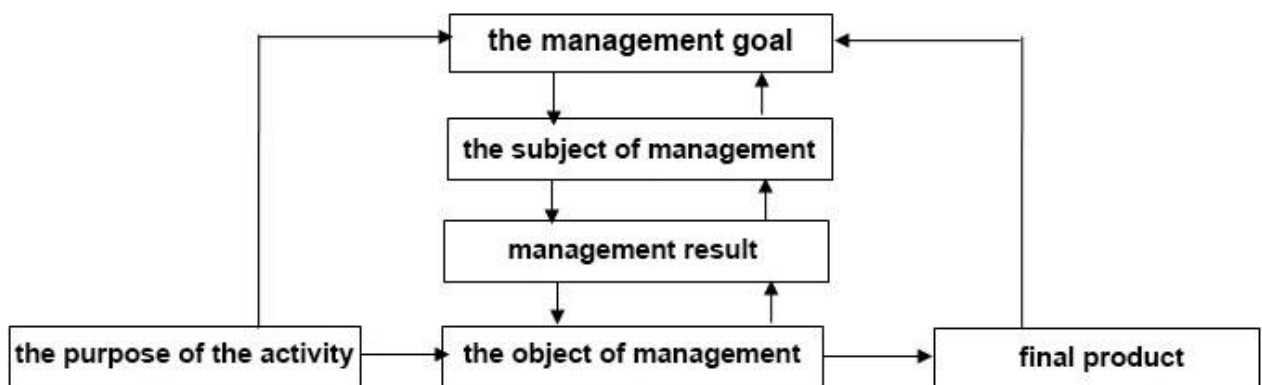 the management goal
the subject of management
management result
the purpose of the activity
the object of management
final product